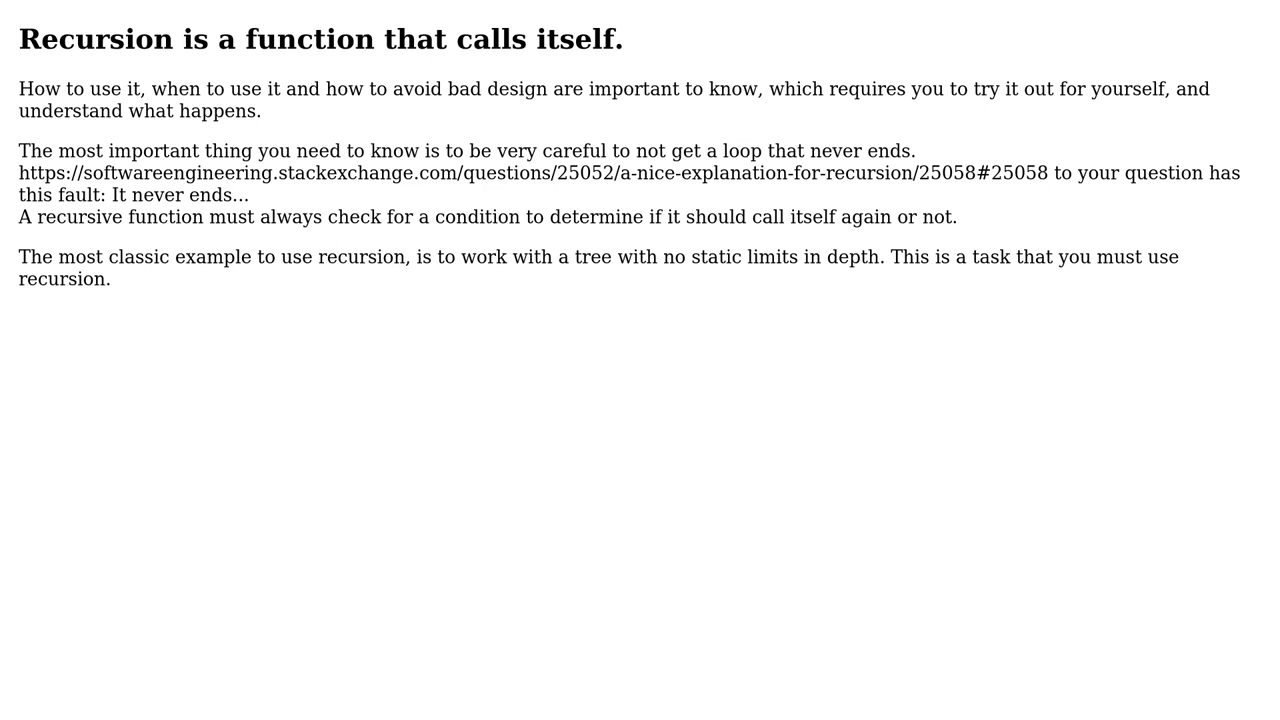 Recursion is a function that calls itself.
How to use it, when to use it and how to avoid bad design are important to know, which requires you to try it out for yourself, and
understand what happens.
The most important thing you need to know is to be very careful to not get a loop that never ends.
https://softwareengineering.stackexchange.com/questions/25052/a-nice-explanation-for-recursion/25058#25058 to your question has
this fault: It never ends...
A recursive function must always check for a condition to determine if it should call itself again or not.
The most classic example to use recursion, is to work with a tree with no static limits in depth. This is a task that you must use
recursion.